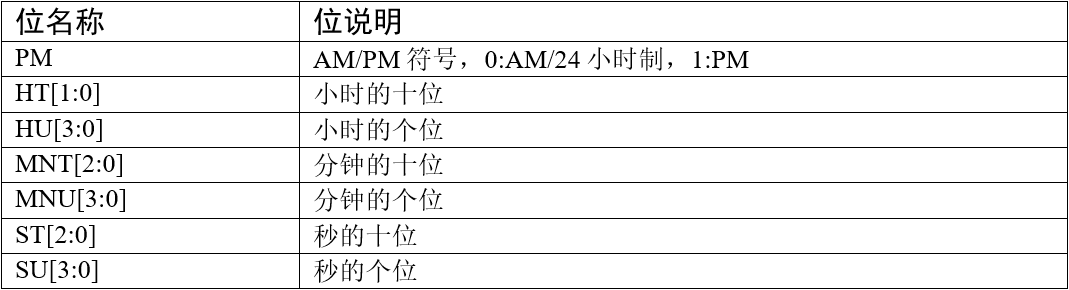 位名称 位说明
PM AM/PM 符号，0:AM/24 小时制，1:PM
HT[1:0] 小时的十位
HU[3:0] 小时的个位
MNT[2:0] 分钟的十位
MNU[3:0] 分钟的个位
ST[2:0] 秒的十位
SU[3:0] 秒的个位